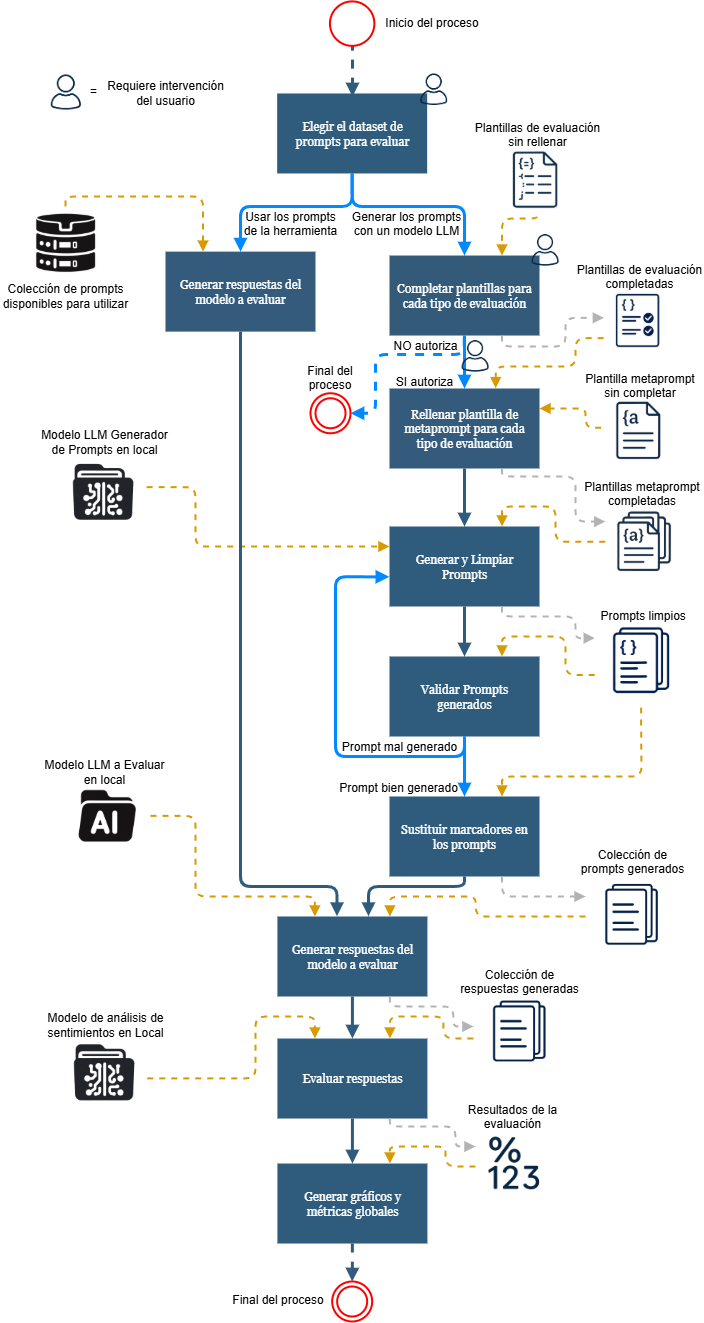 Inicio del proceso
=
Requiere intervención
del usuario
Elegir el dataset de
prompts para evaluar
Plantillas de evaluación
sin rellenar
{=}
Usar los prompts
de la herramienta
Generar los prompts
con un modelo LLM
Colección de prompts
disponibles para utilizar
Generar respuestas del
modelo a evaluar
Completar plantillas para
cada tipo de evaluación
Plantillas de evaluación
completadas
{ }
NO autoriza
Final del
proceso
SI autoriza
Plantilla metaprompt
sin completar
{a
Rellenar plantilla de
metaprompt para cada
tipo de evaluación
Modelo LLM Generador
de Prompts en local
Plantillas metaprompt
completadas
{a}
Generar y Limpiar
Prompts
Prompts limpios
{ }
Validar Prompts
generados
Prompt mal generado
Prompt bien generado
Modelo LLM a Evaluar
en local
AI
Sustituir marcadores en
los prompts
Colección de
prompts generados
Generar respuestas del
modelo a evaluar
Colección de
respuestas generadas
Modelo de análisis de
sentimientos en Local
Evaluar respuestas
Resultados de la
evaluación
%
123
Generar gráficos y
métricas globales
Final del proceso